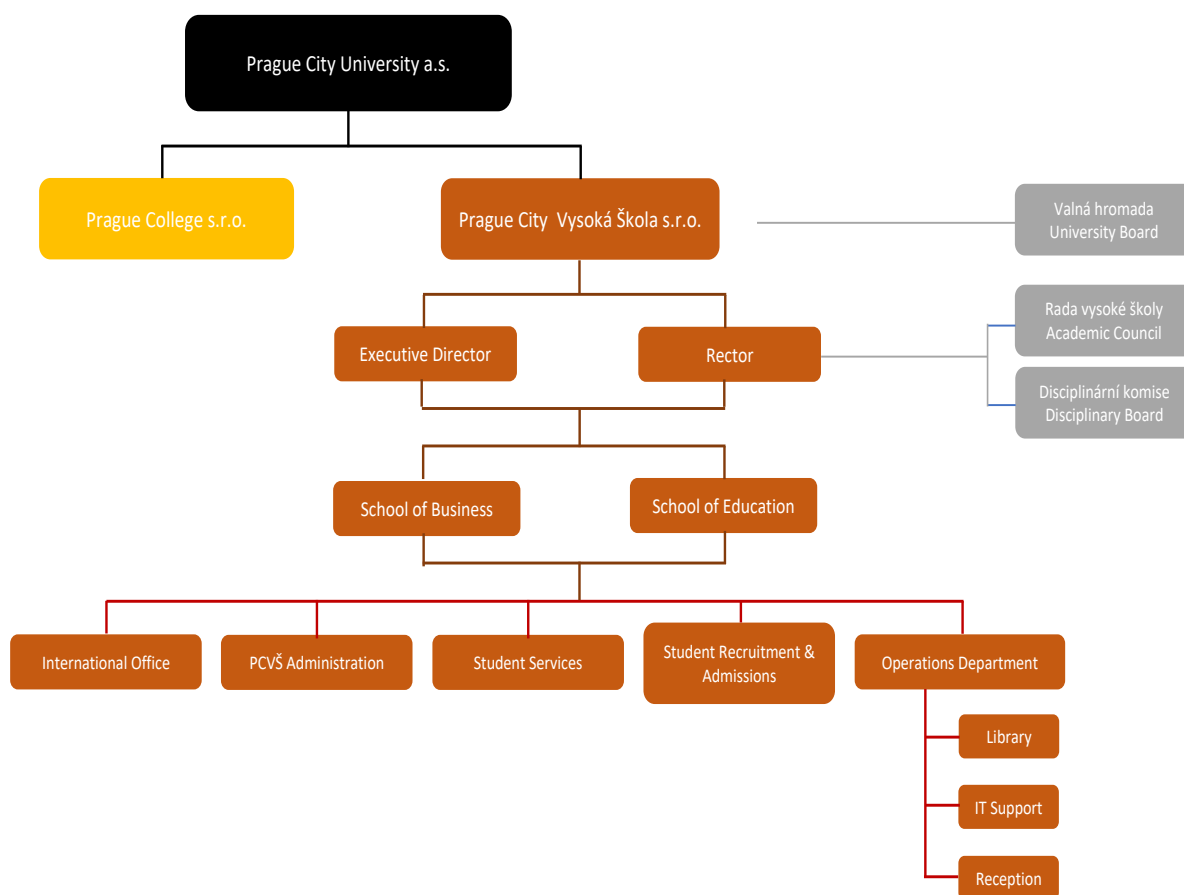 Prague City University a.s.
Prague College s.r.o.
Prague City Vysoká Škola s.r.o.
Valná hromada
University Board
Executive Director
Rector
Rada vysoké školy
Academic Council
Disciplinární komise
Disciplinary Board
School of Business
School of Education
International Office
PCVŠ Administration
Student Services
Student Recruitment &
Admissions
Operations Department
Library
IT Support
Reception